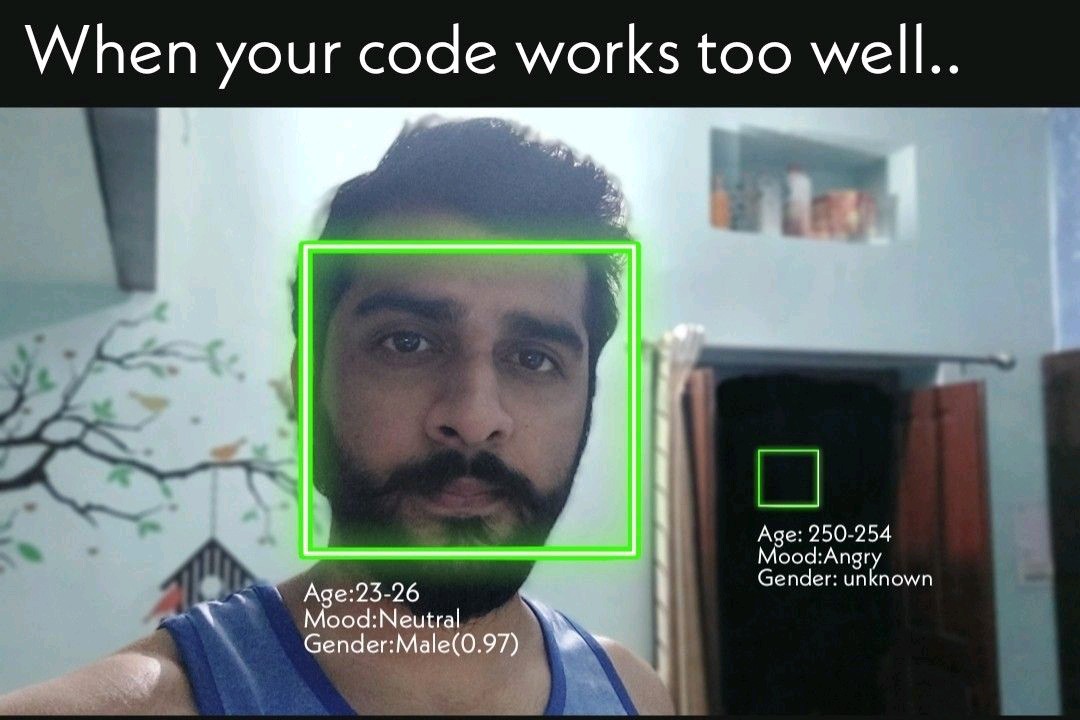 When your code works too well..
Age:23-26
Mood:Neutral
Gender:Male(0.97)
Age: 250-254
Mood:Angry
Gender: unknown